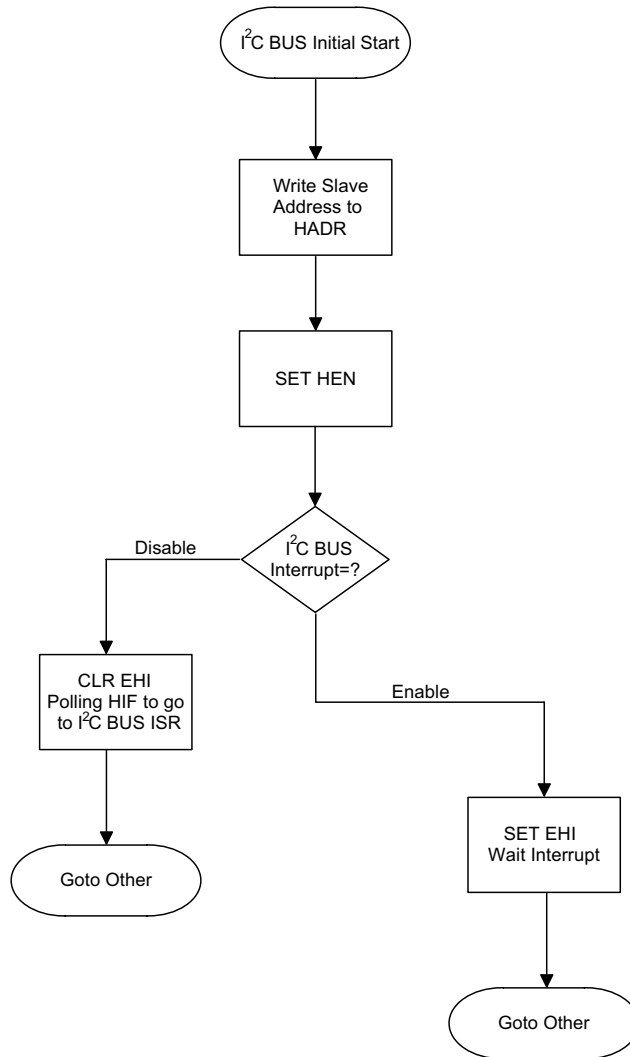 I²C BUS Initial Start
Write Slave
Address to
HADR
SET HEN
I²C BUS
Interrupt=?
Disable
CLR EHI
Polling HIF to go
to I²C BUS ISR
Goto Other
Enable
SET EHI
Wait Interrupt
Goto Other